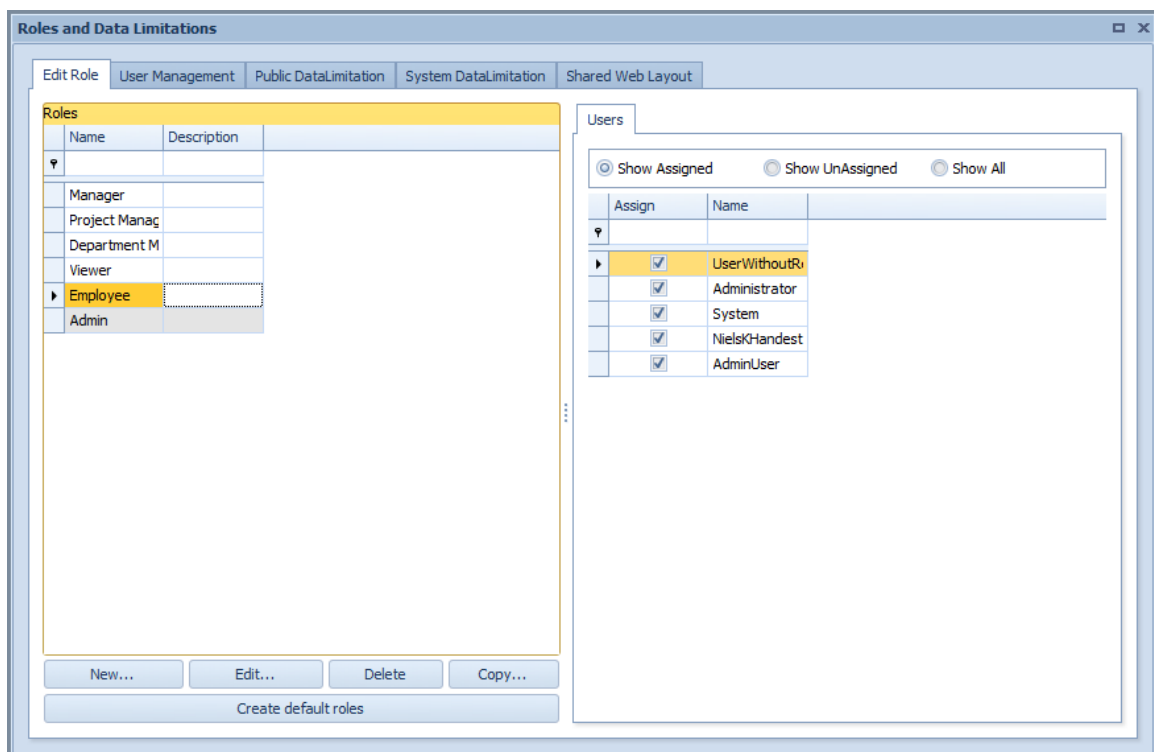 Roles and Data Limitations
Edit Role User Management Public DataLimitation System DataLimitation Shared Web Layout
Roles
Name Description
Manager
Project Manag
Department M
Viewer
Employee
Admin
New... Edit... Delete Copy...
Create default roles
Users
Show Assigned Show UnAssigned Show All
Assign Name
UserWithoutR
Administrator
System
NielsKHandest
AdminUser